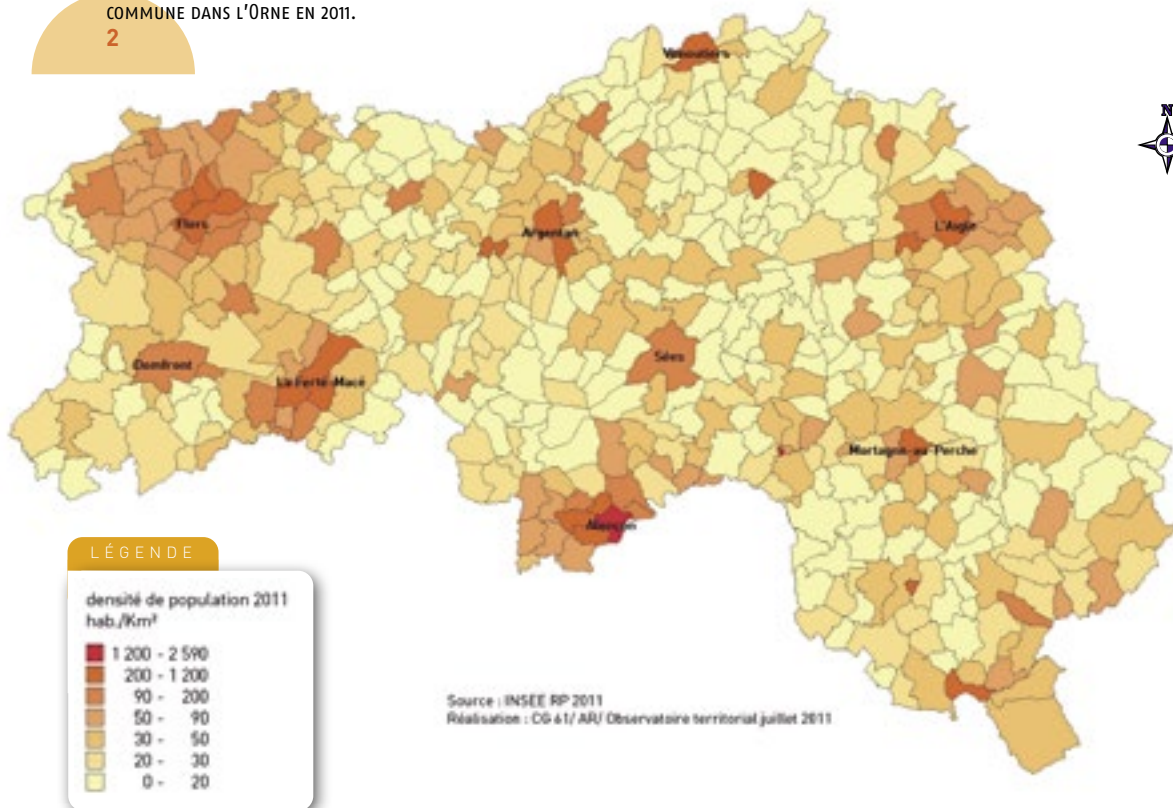 COMMUNE DANS L'ORNE EN 2011.
2
Vimoutiers
N
Flers
Argentan
L'Aigle
Domfront
La Ferté-Macé
Sées
Mortagne-au-Perche
Alençon
LÉGENDE
densité de population 2011
hab./Km²
1 200 - 2 590
200 - 1 200
90 - 200
50 - 90
30 - 50
20 - 30
0 - 20
Source : INSEE RP 2011
Réalisation : CG 61/ AR/ Observatoire territorial juillet 2011